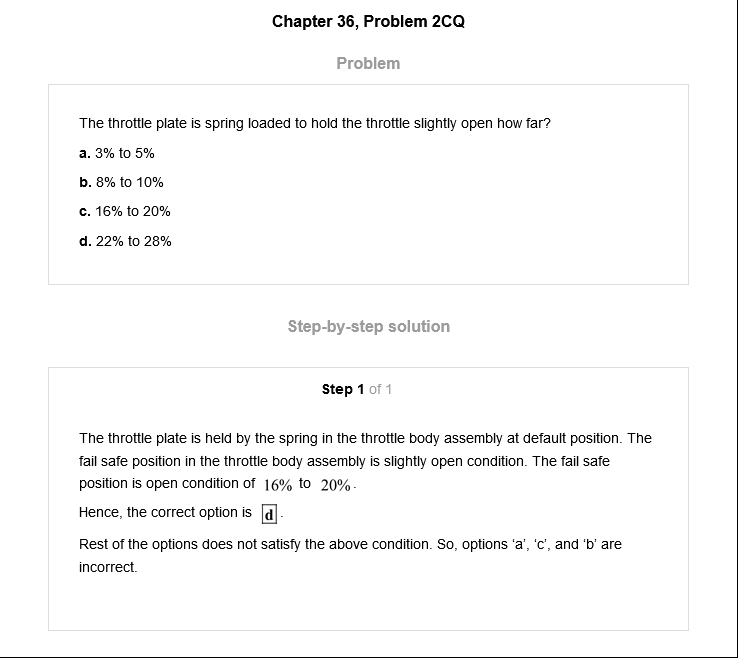 Chapter 36, Problem 2CQ
Problem
The throttle plate is spring loaded to hold the throttle slightly open how far?
a. 3% to 5%
b. 8% to 10%
c. 16% to 20%
d. 22% to 28%
Step-by-step solution
Step 1 of 1
The throttle plate is held by the spring in the throttle body assembly at default position. The
fail safe position in the throttle body assembly is slightly open condition. The fail safe
position is open condition of 16% to 20%.
Hence, the correct option is d.
Rest of the options does not satisfy the above condition. So, options ‘a’, ‘c’, and ‘b’ are
incorrect.